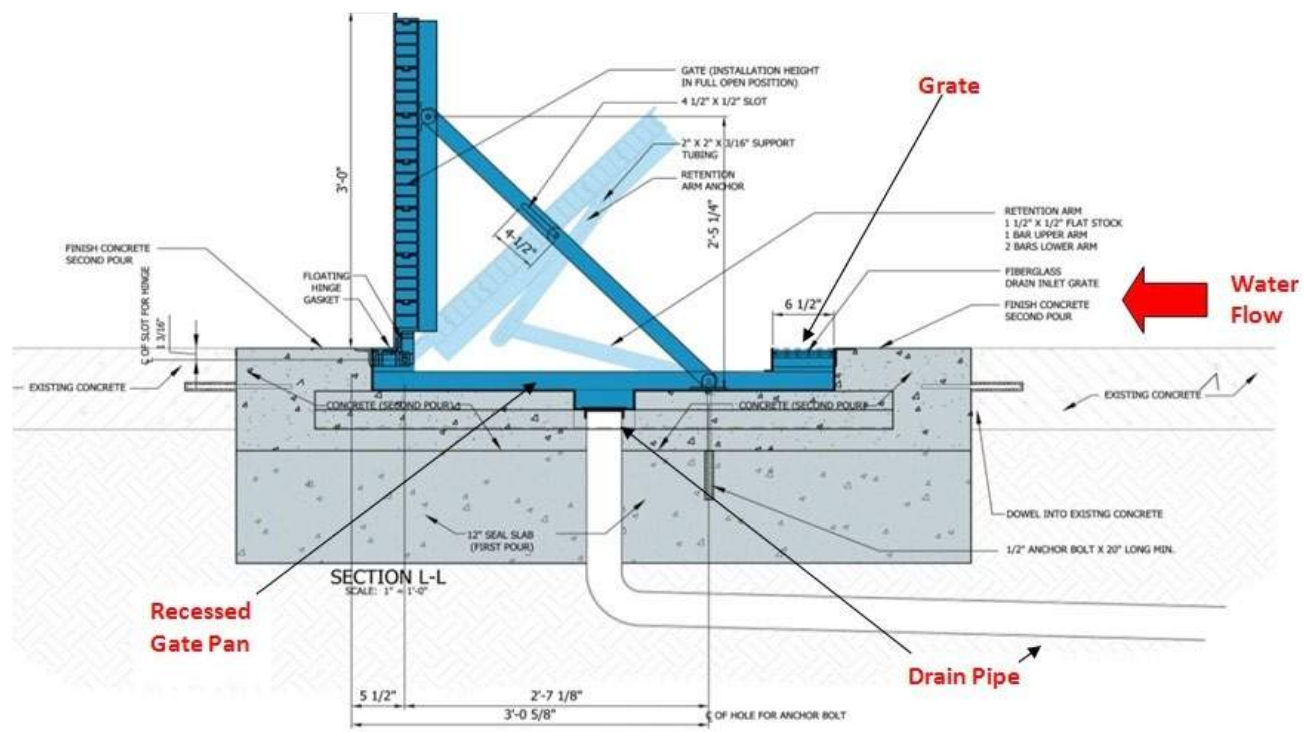 GATE (INSTALLATION HEIGHT
IN FULL OPEN POSITION)
4 1/2" X 1/2" SLOT
Grate
2" X 2" X 3/16" SUPPORT
TUBING
RETENTION
ARM ANCHOR
3'-0"
4-1/2"
2'-5 1/4"
RETENTION ARM
1 1/2" X 1/2" FLAT STOCK
1 BAR UPPER ARM
2 BARS LOWER ARM
FINISH CONCRETE
SECOND POUR
FLOATING
HINGE
GASKET
FIBERGLASS
DRAIN INLET GRATE
6 1/2"
FINISH CONCRETE
SECOND POUR
Water
Flow
℄ OF SLOT FOR HINGE
1 3/16"
EXISTING CONCRETE
CONCRETE (SECOND POUR)
CONCRETE (SECOND POUR)
EXISTING CONCRETE
12" SEAL SLAB
(FIRST POUR)
DOWEL INTO EXISTNG CONCRETE
1/2" ANCHOR BOLT X 20" LONG MIN.
SECTION L-L
SCALE: 1" = 1'-0"
Recessed
Gate Pan
Drain Pipe
5 1/2"
2'-7 1/8"
3'-0 5/8"
℄ OF HOLE FOR ANCHOR BOLT